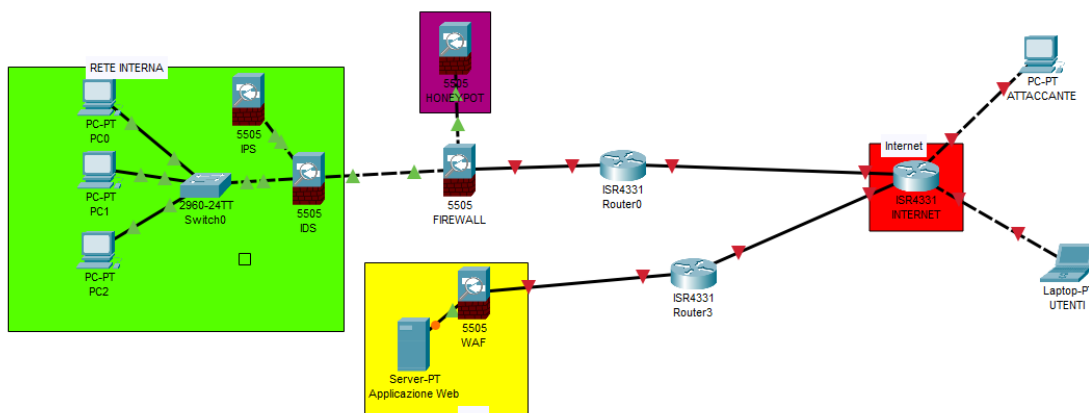 RETE INTERNA
PC-PT
PC0
5505
IPS
PC-PT
PC1
2960-24TT
Switch0
5505
IDS
PC-PT
PC2
5505
HONEYPOT
5505
FIREWALL
ISR4331
Router0
Internet
ISR4331
INTERNET
PC-PT
ATTACCANTE
Laptop-PT
UTENTI
ISR4331
Router3
5505
WAF
Server-PT
Applicazione Web